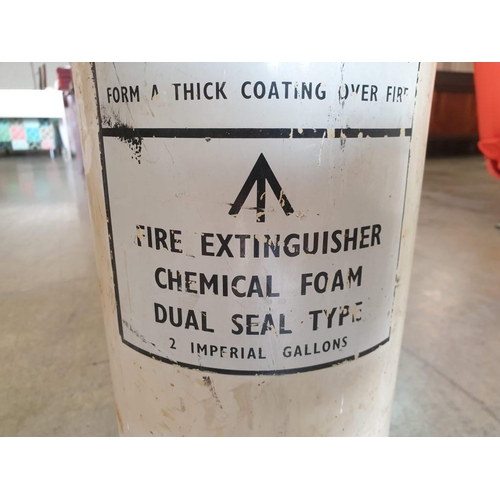 FORM A THICK COATING OVER FIRE
FIRE EXTINGUISHER
CHEMICAL FOAM
DUAL SEAL TYPE
2 IMPERIAL GALLONS